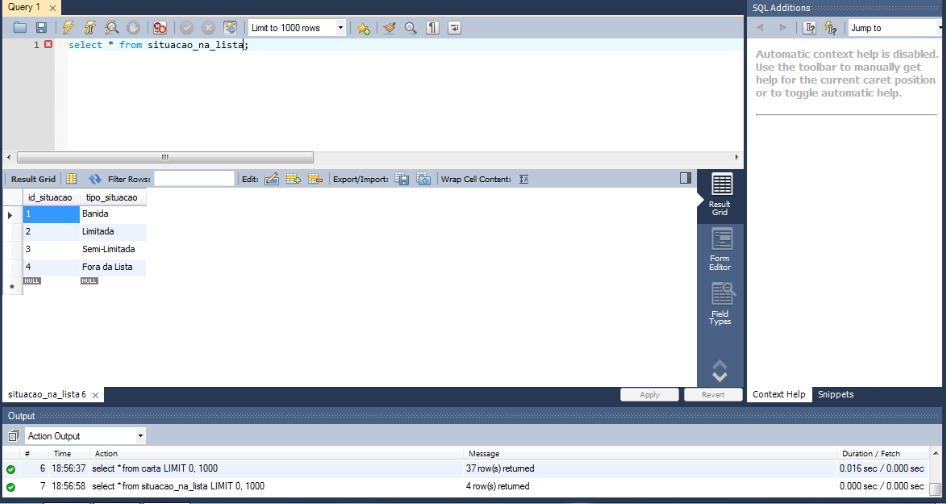 Query 1
SQL Additions
Limit to 1000 rows
Jump to
1 select * from situacao_na_lista;
Automatic context help is disabled.
Use the toolbar to manually get
help for the current caret position
or to toggle automatic help.
Result Grid Filter Rows: Edit: Export/Import: Wrap Cell Content:
id_situacao tipo_situacao
1 Banida
2 Limitada
3 Semi-Limitada
4 Fora da Lista
NULL NULL
Result
Grid
Form
Editor
Field
Types
situacao_na_lista 6
Apply Revert
Context Help Snippets
Output
Action Output
# Time Action Message Duration / Fetch
6 18:56:37 select * from carta LIMIT 0, 1000 37 row(s) returned 0.016 sec / 0.000 sec
7 18:56:58 select * from situacao_na_lista LIMIT 0, 1000 4 row(s) returned 0.000 sec / 0.000 sec